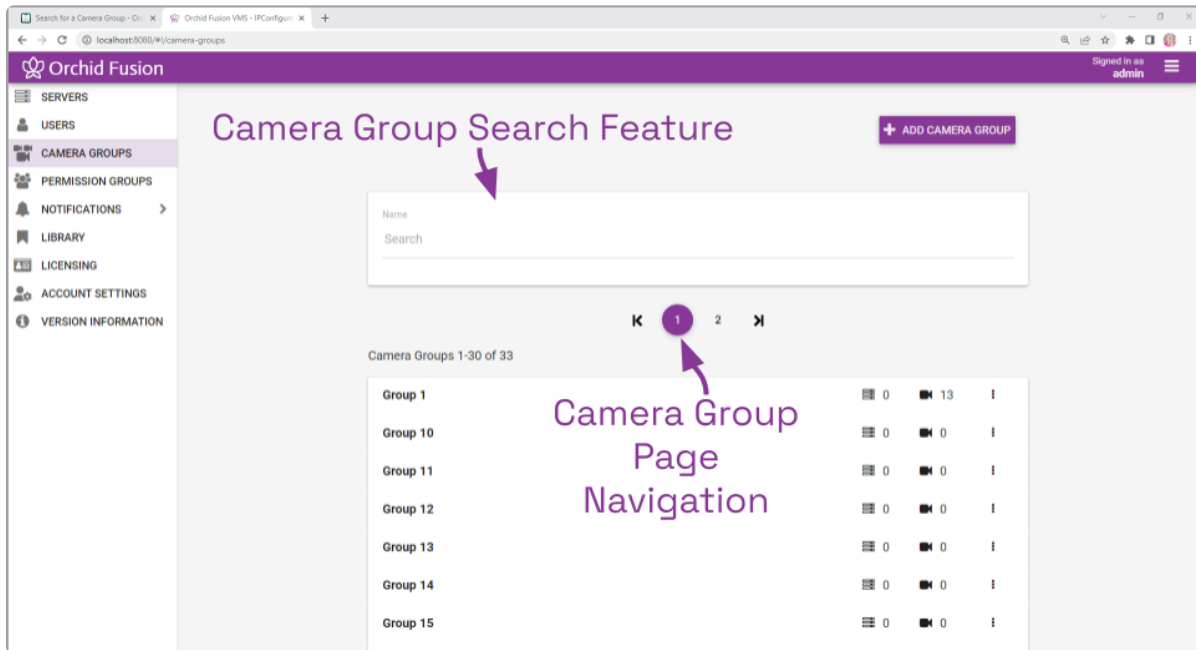 Search for a Camera Group - Orc
Orchid Fusion VMS - IPConfigure
localhost:8080/#!/camera-groups
Orchid Fusion
Signed in as
admin
SERVERS
USERS
CAMERA GROUPS
PERMISSION GROUPS
NOTIFICATIONS
LIBRARY
LICENSING
ACCOUNT SETTINGS
VERSION INFORMATION
Camera Group Search Feature
ADD CAMERA GROUP
Name
Search
1 2
Camera Groups 1-30 of 33
Group 1 0 13
Group 10 0 0
Group 11 0 0
Group 12 0 0
Group 13 0 0
Group 14 0 0
Group 15 0 0
Camera Group
Page
Navigation